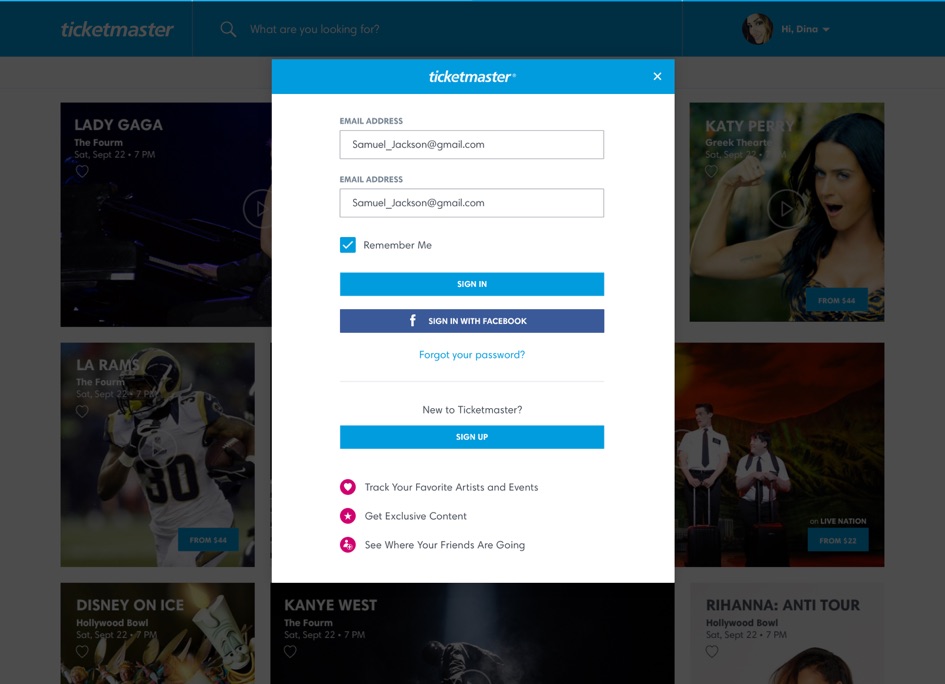 ticketmaster
What are you looking for?
Hi, Dina
ticketmaster®
EMAIL ADDRESS
Samuel_Jackson@gmail.com
EMAIL ADDRESS
Samuel_Jackson@gmail.com
Remember Me
SIGN IN
f SIGN IN WITH FACEBOOK
Forgot your password?
New to Ticketmaster?
SIGN UP
Track Your Favorite Artists and Events
Get Exclusive Content
See Where Your Friends Are Going
LADY GAGA
The Fourm
Sat, Sept 22 • 7 PM
KATY PERRY
Greek Theartre
Sat, Sept 22 • 7 PM
FROM $44
LA RAMS
The Fourm
Sat, Sept 22 • 7 PM
30
FROM $44
on LIVE NATION
FROM $22
DISNEY ON ICE
Hollywood Bowl
Sat, Sept 22 • 7 PM
KANYE WEST
The Fourm
Sat, Sept 22 • 7 PM
RIHANNA: ANTI TOUR
Hollywood Bowl
Sat, Sept 22 • 7 PM